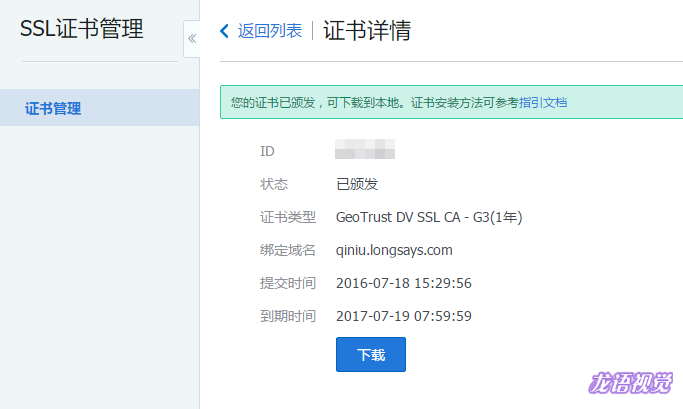 SSL证书管理
证书管理
返回列表 | 证书详情
您的证书已颁发，可下载到本地。证书安装方法可参考指引文档
ID
状态 已颁发
证书类型 GeoTrust DV SSL CA - G3(1年)
绑定域名 qiniu.longsays.com
提交时间 2016-07-18 15:29:56
到期时间 2017-07-19 07:59:59
下载
龙语视觉